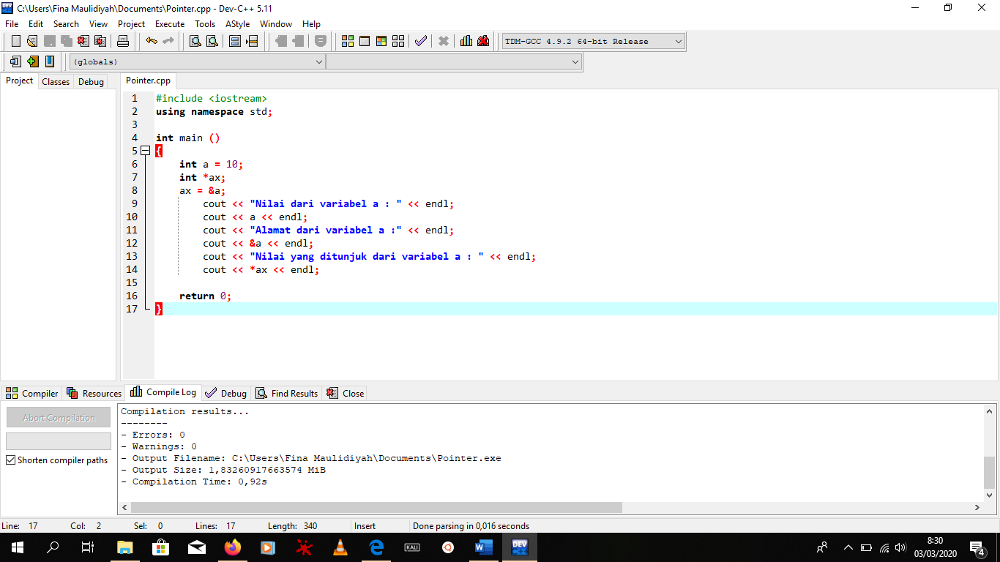 C:\Users\Fina Maulidiyah\Documents\Pointer.cpp - Dev-C++ 5.11
File Edit Search View Project Execute Tools AStyle Window Help
TDM-GCC 4.9.2 64-bit Release
(globals)
Project Classes Debug
Pointer.cpp
1 #include <iostream>
2 using namespace std;
3
4 int main ()
5 {
6 int a = 10;
7 int *ax;
8 ax = &a;
9 cout << "Nilai dari variabel a : " << endl;
10 cout << a << endl;
11 cout << "Alamat dari variabel a :" << endl;
12 cout << &a << endl;
13 cout << "Nilai yang ditunjuk dari variabel a : " << endl;
14 cout << *ax << endl;
15
16 return 0;
17 }
Compiler Resources Compile Log Debug Find Results Close
Abort Compilation
Shorten compiler paths
Compilation results...
--------
- Errors: 0
- Warnings: 0
- Output Filename: C:\Users\Fina Maulidiyah\Documents\Pointer.exe
- Output Size: 1,83260917663574 MiB
- Compilation Time: 0,92s
Line: 17 Col: 2 Sel: 0 Lines: 17 Length: 340 Insert Done parsing in 0,016 seconds
KALI
W
DEV
8:30
03/03/2020
4